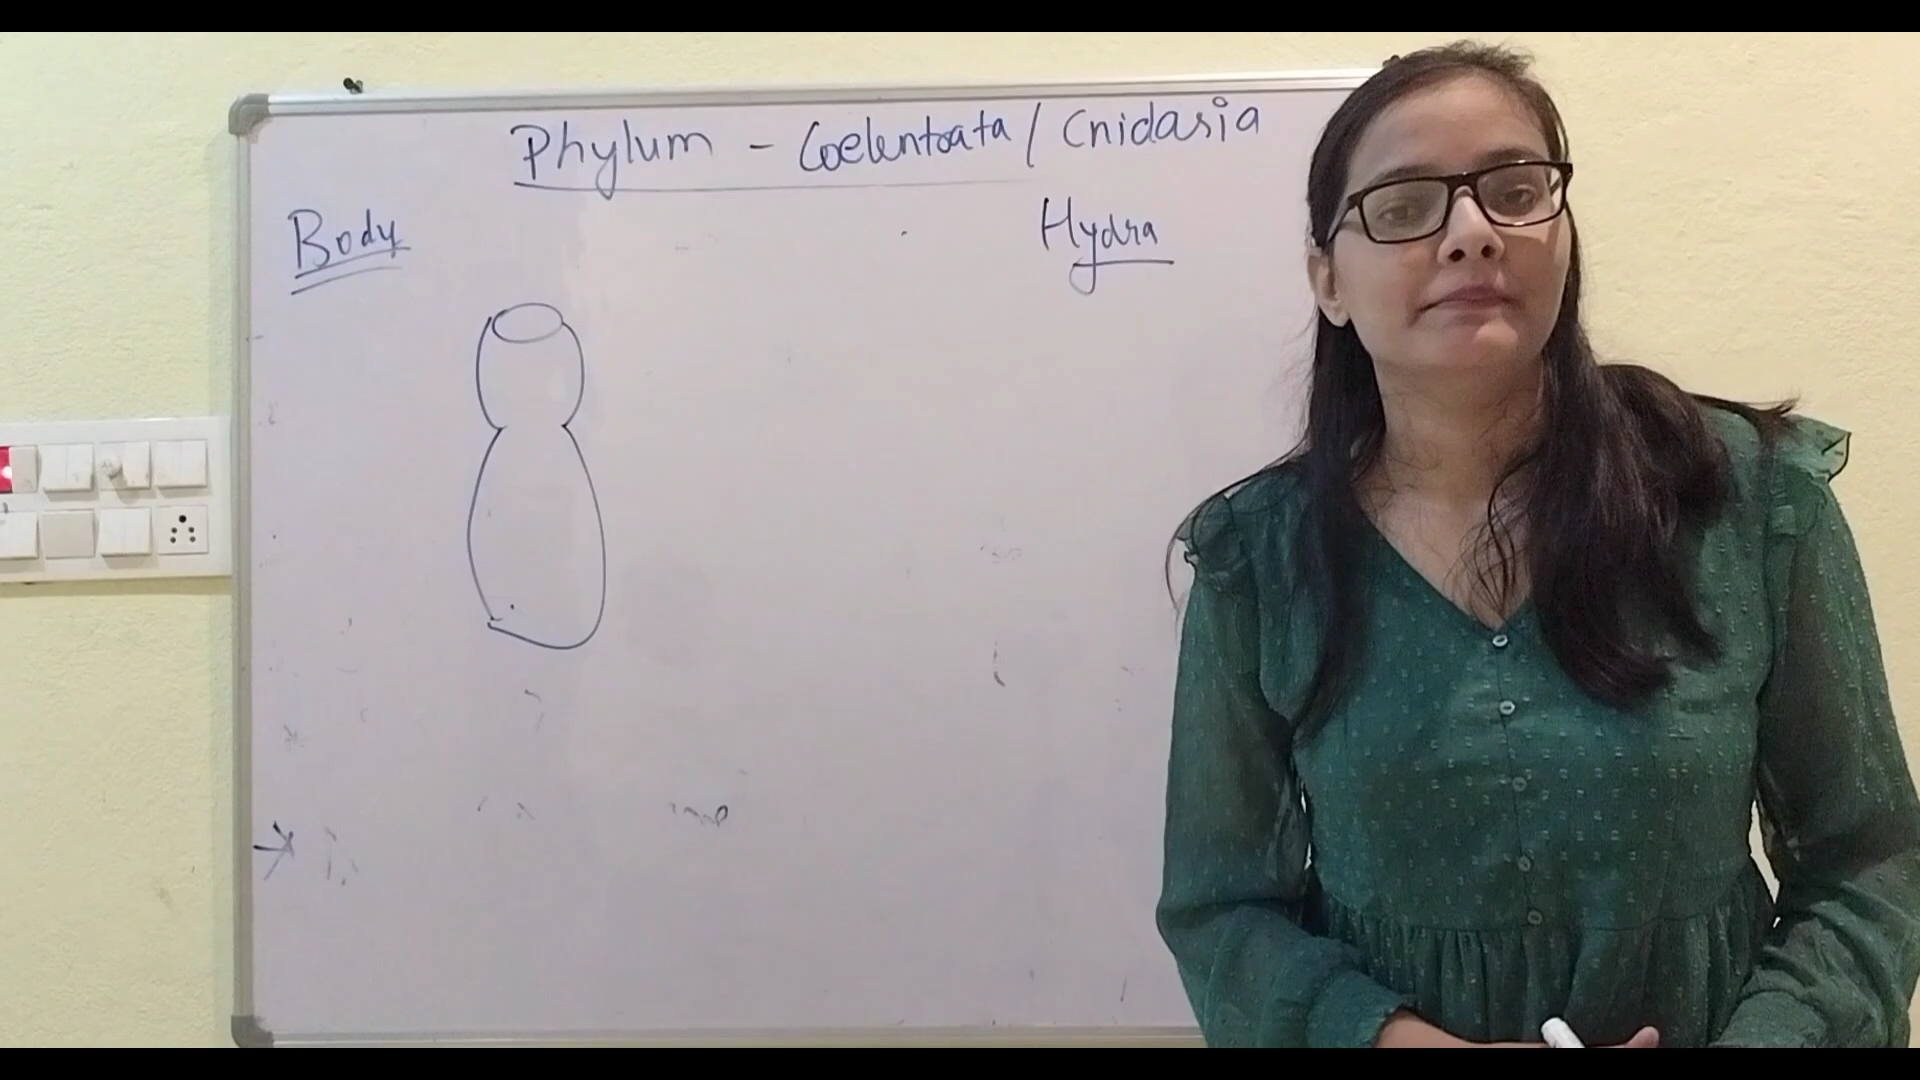 Phylum - Coelentrata / Cnidaria
Body
Hydra